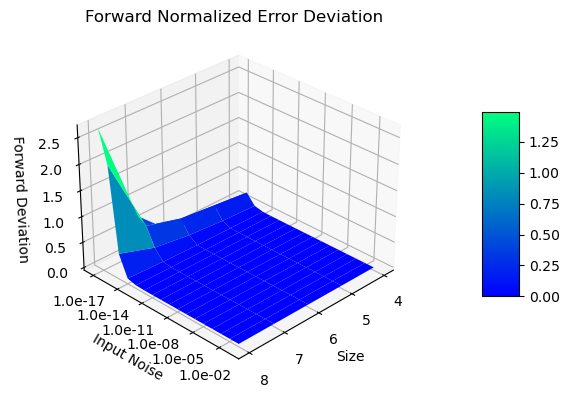 Forward Normalized Error Deviation
Forward Deviation
2.5
2.0
1.5
1.0
0.5
0.0
1.0e-17
1.0e-14
1.0e-11
1.0e-08
1.0e-05
1.0e-02
Input Noise
8
7
6
5
4
Size
1.25
1.00
0.75
0.50
0.25
0.00